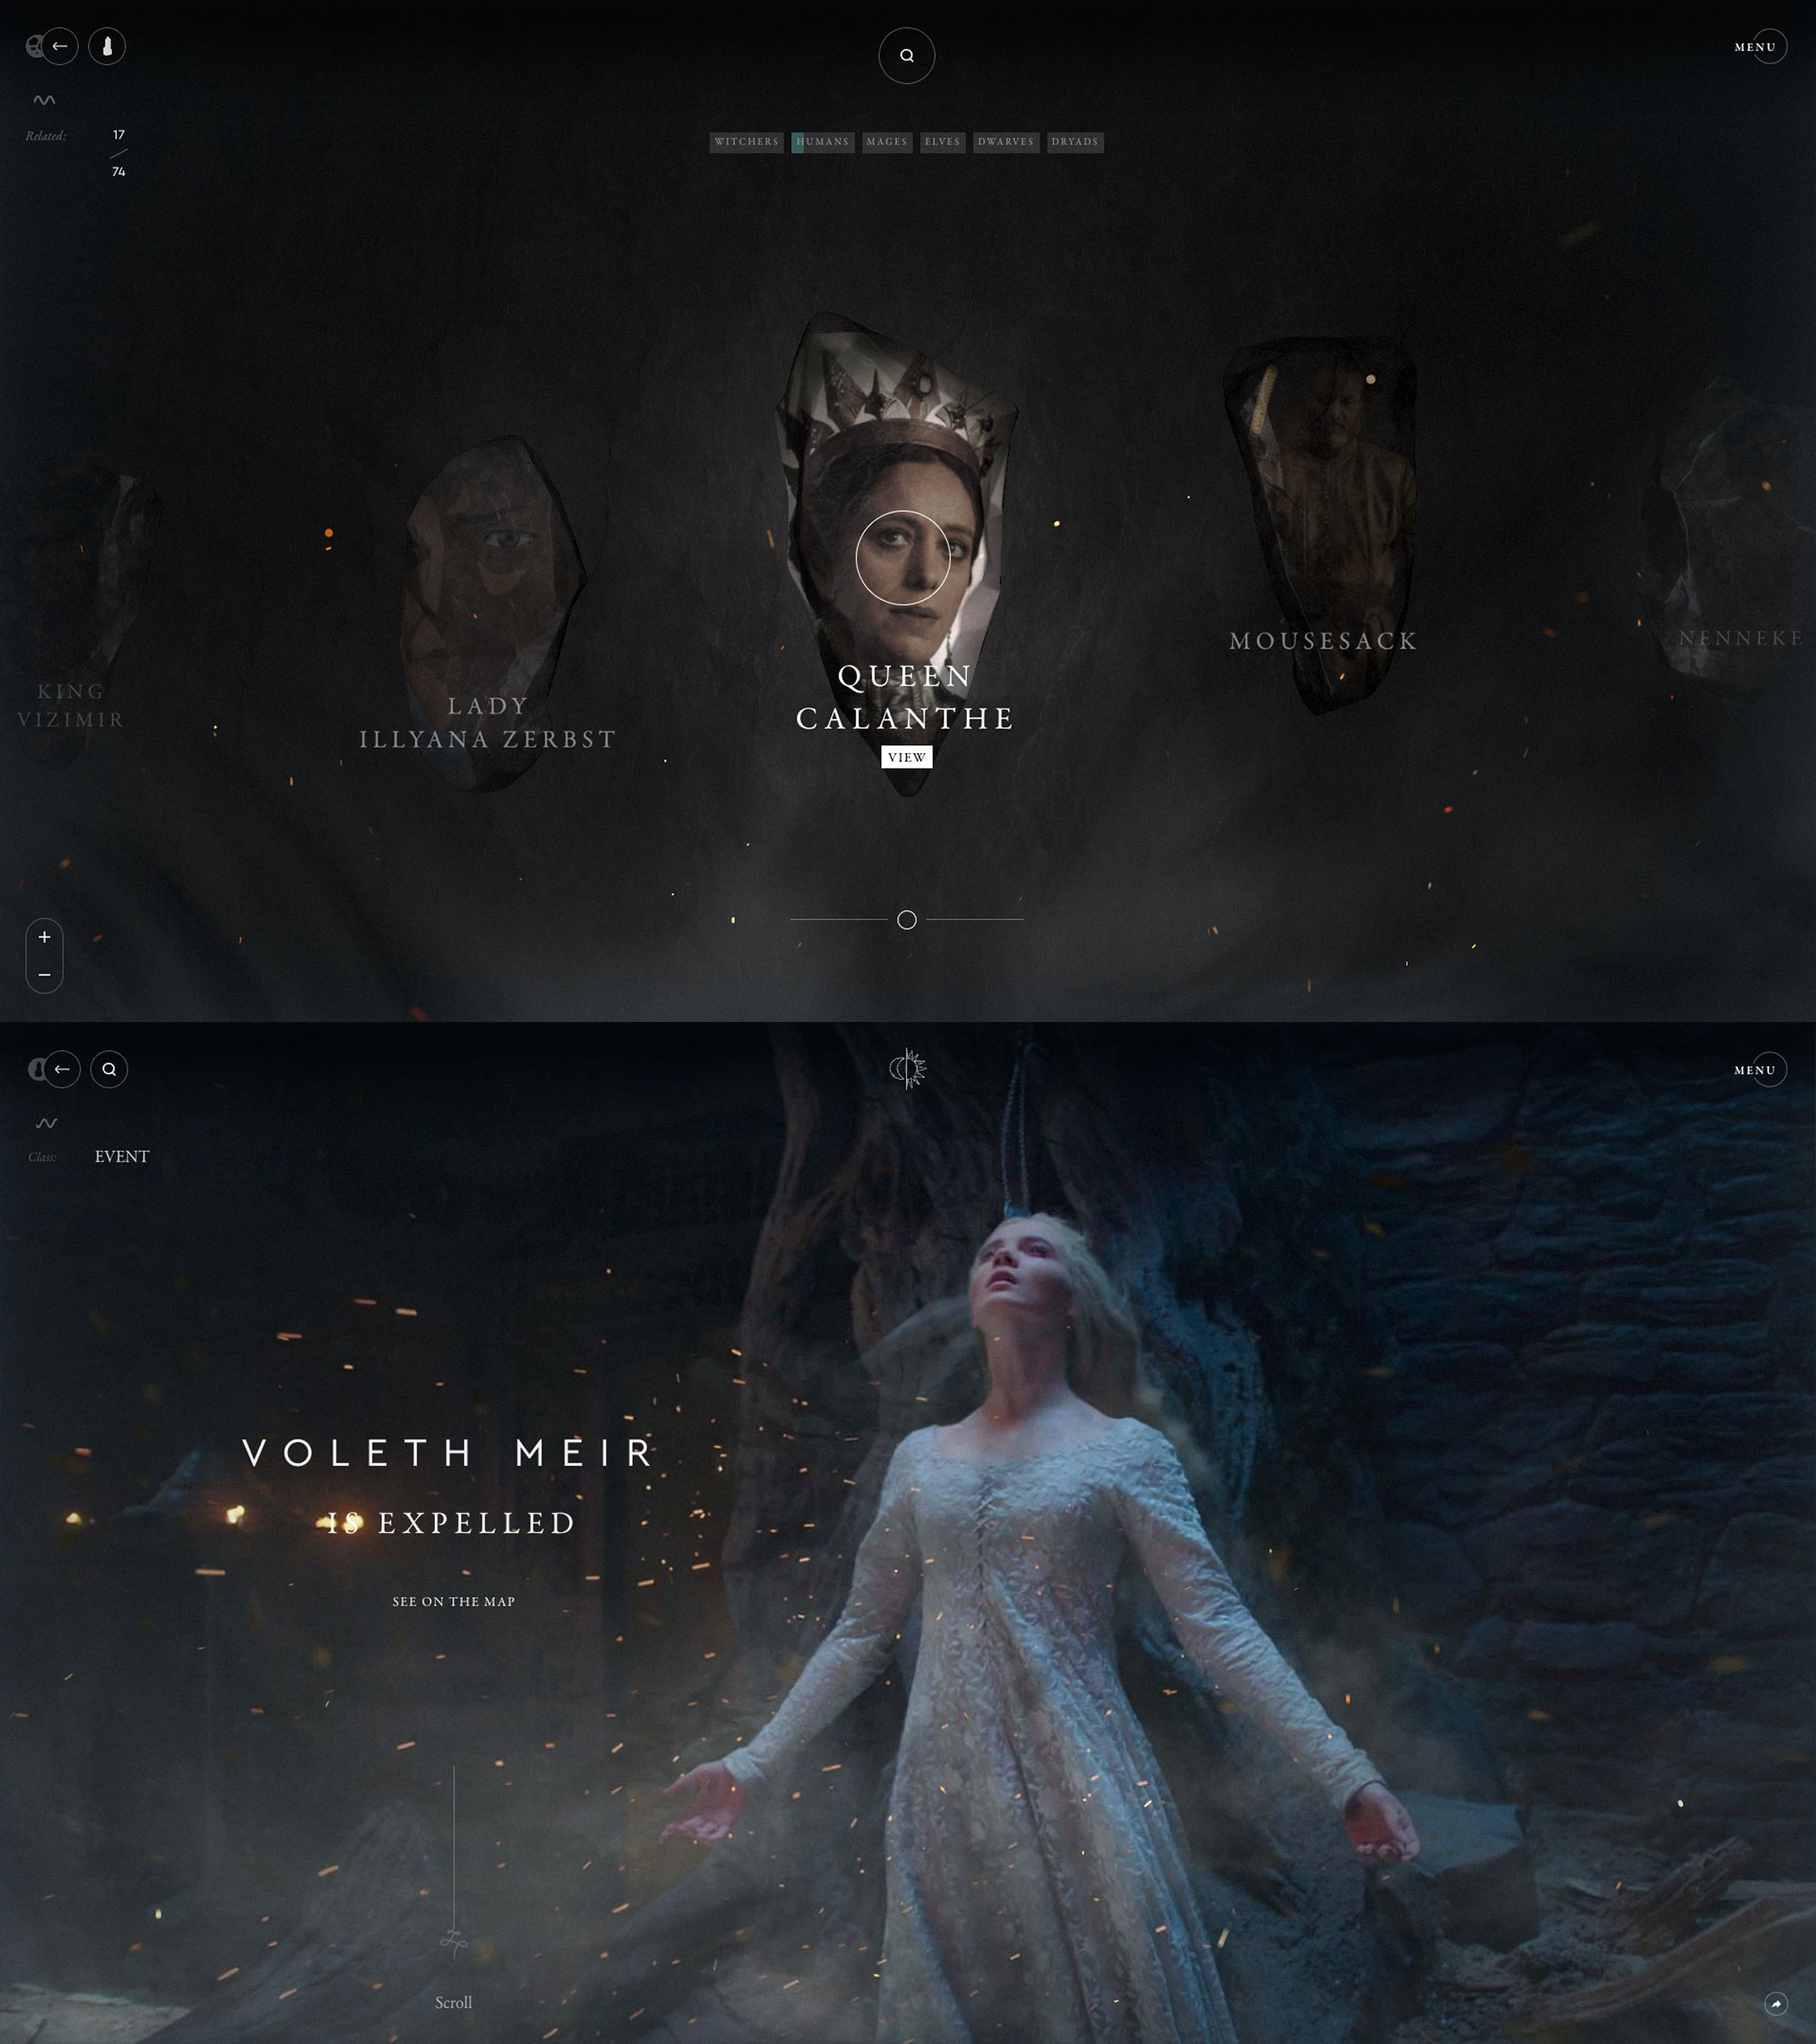 MENU
Related:
17
74
WITCHERS
HUMANS
MAGES
ELVES
DWARVES
DRYADS
KING
VIZIMIR
LADY
ILLYANA ZERBST
QUEEN
CALANTHE
VIEW
MOUSESACK
NENNEKE
MENU
Class:
EVENT
VOLETH MEIR
IS EXPELLED
SEE ON THE MAP
Scroll